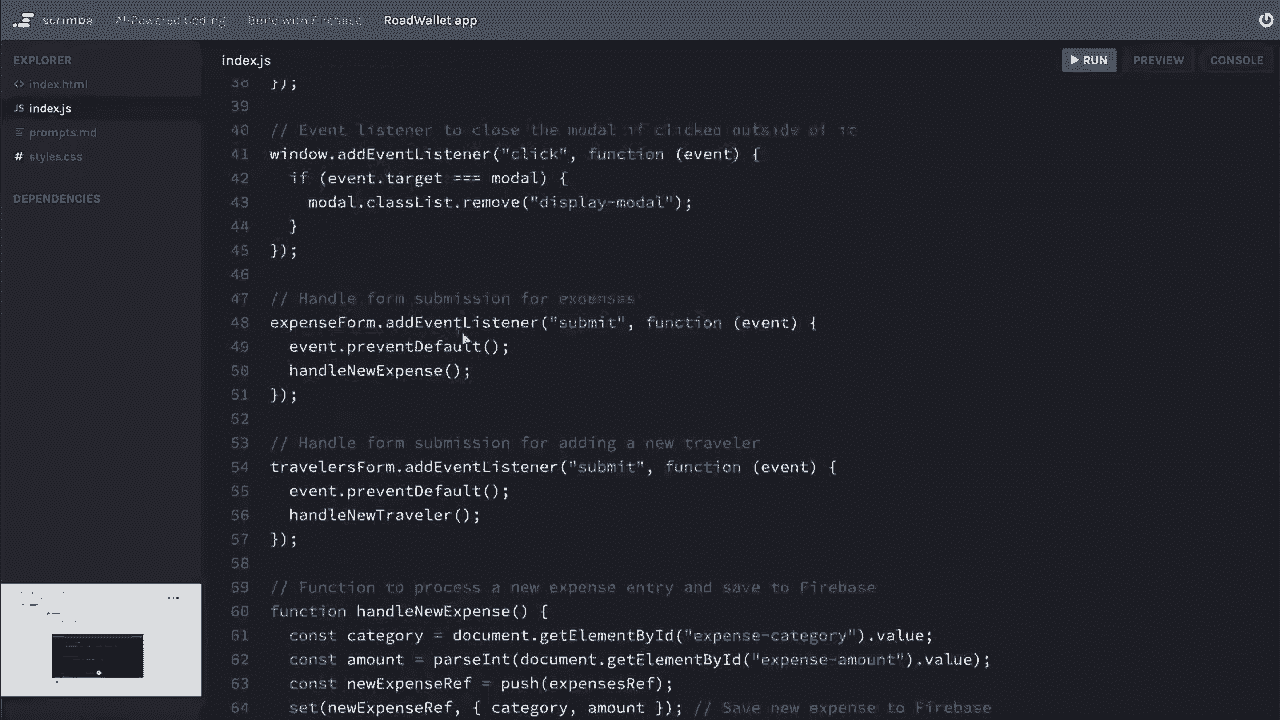 scrimba AI-Powered Coding Build with Firebase RoadWallet app
EXPLORER
index.html
JS index.js
prompts.md
# styles.css
DEPENDENCIES
index.js
RUN PREVIEW CONSOLE
38 });
39
40 // Event listener to close the modal if clicked outside of it
41 window.addEventListener("click", function (event) {
42 if (event.target === modal) {
43 modal.classList.remove("display-modal");
44 }
45 });
46
47 // Handle form submission for expenses
48 expenseForm.addEventListener("submit", function (event) {
49 event.preventDefault();
50 handleNewExpense();
51 });
52
53 // Handle form submission for adding a new traveler
54 travelersForm.addEventListener("submit", function (event) {
55 event.preventDefault();
56 handleNewTraveler();
57 });
58
59 // Function to process a new expense entry and save to Firebase
60 function handleNewExpense() {
61 const category = document.getElementById("expense-category").value;
62 const amount = parseInt(document.getElementById("expense-amount").value);
63 const newExpenseRef = push(expensesRef);
64 set(newExpenseRef, { category, amount }); // Save new expense to Firebase